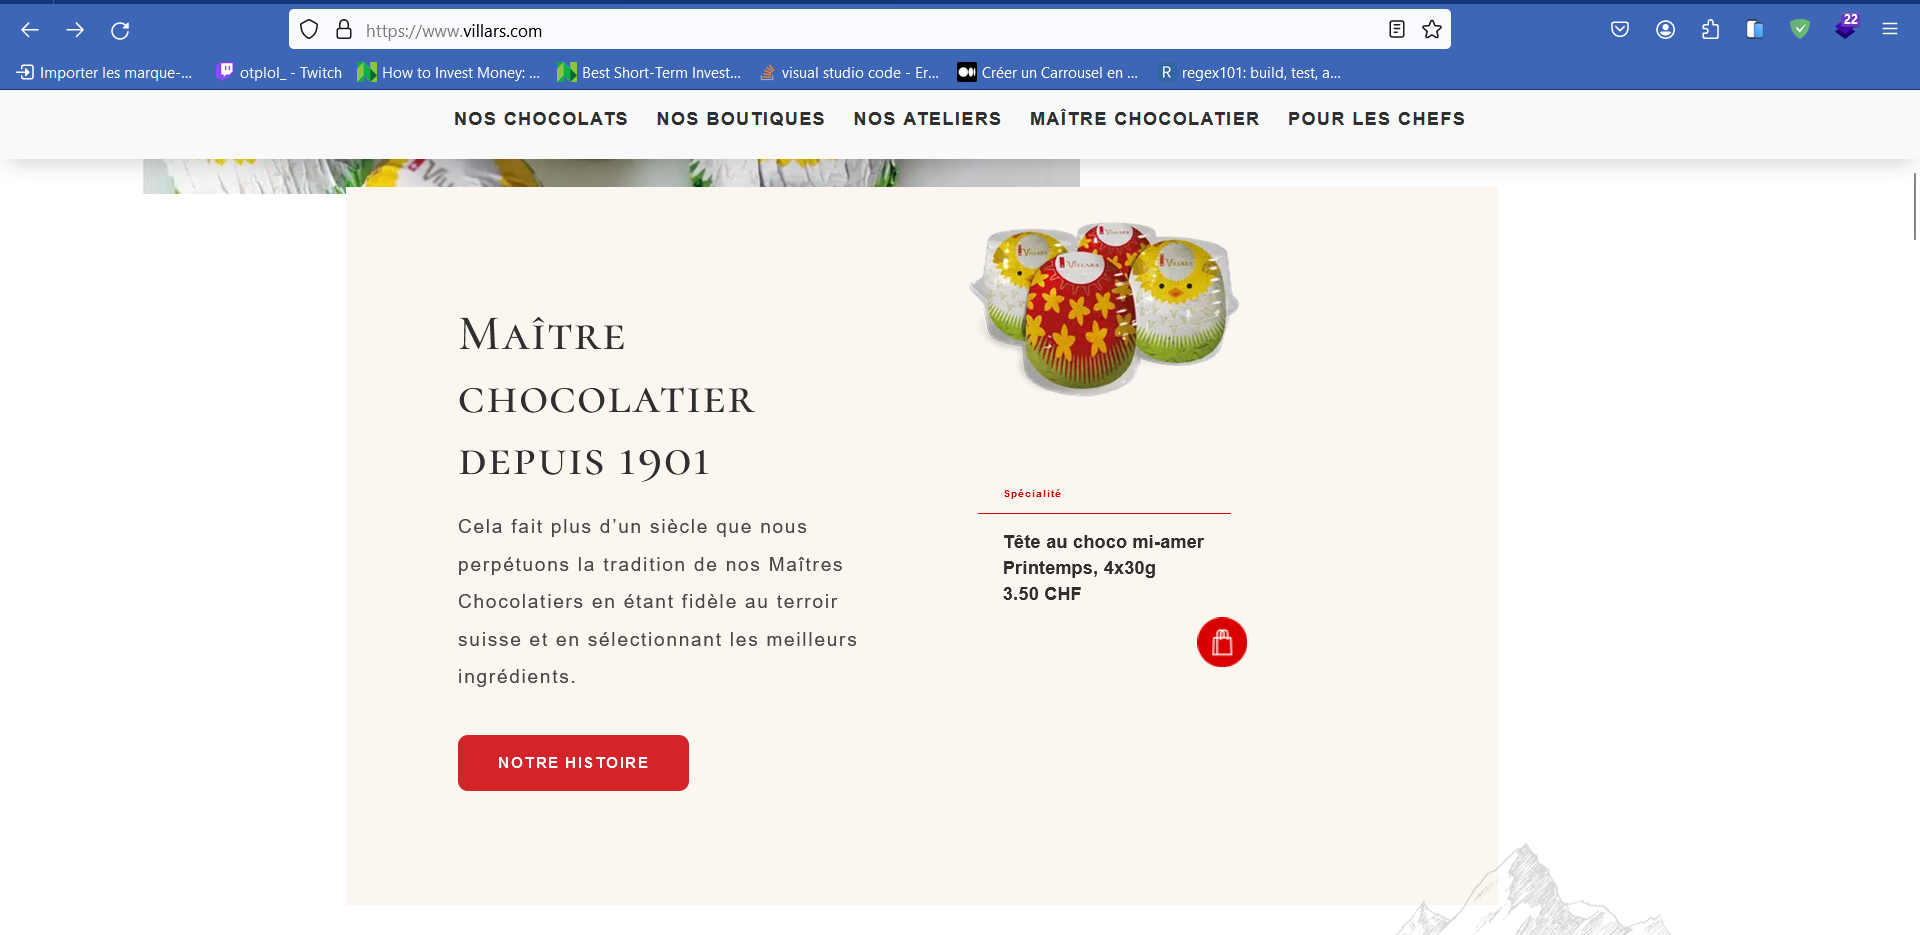 https://www.villars.com
22
Importer les marque-...
otplol_ - Twitch
How to Invest Money: ...
Best Short-Term Invest...
visual studio code - Er...
Créer un Carrousel en ...
R regex101: build, test, a...
NOS CHOCOLATS
NOS BOUTIQUES
NOS ATELIERS
MAÎTRE CHOCOLATIER
POUR LES CHEFS
VILLARS
VILLARS
Maître
chocolatier
depuis 1901
Cela fait plus d’un siècle que nous
perpétuons la tradition de nos Maîtres
Chocolatiers en étant fidèle au terroir
suisse et en sélectionnant les meilleurs
ingrédients.
NOTRE HISTOIRE
Spécialité
Tête au choco mi-amer
Printemps, 4x30g
3.50 CHF